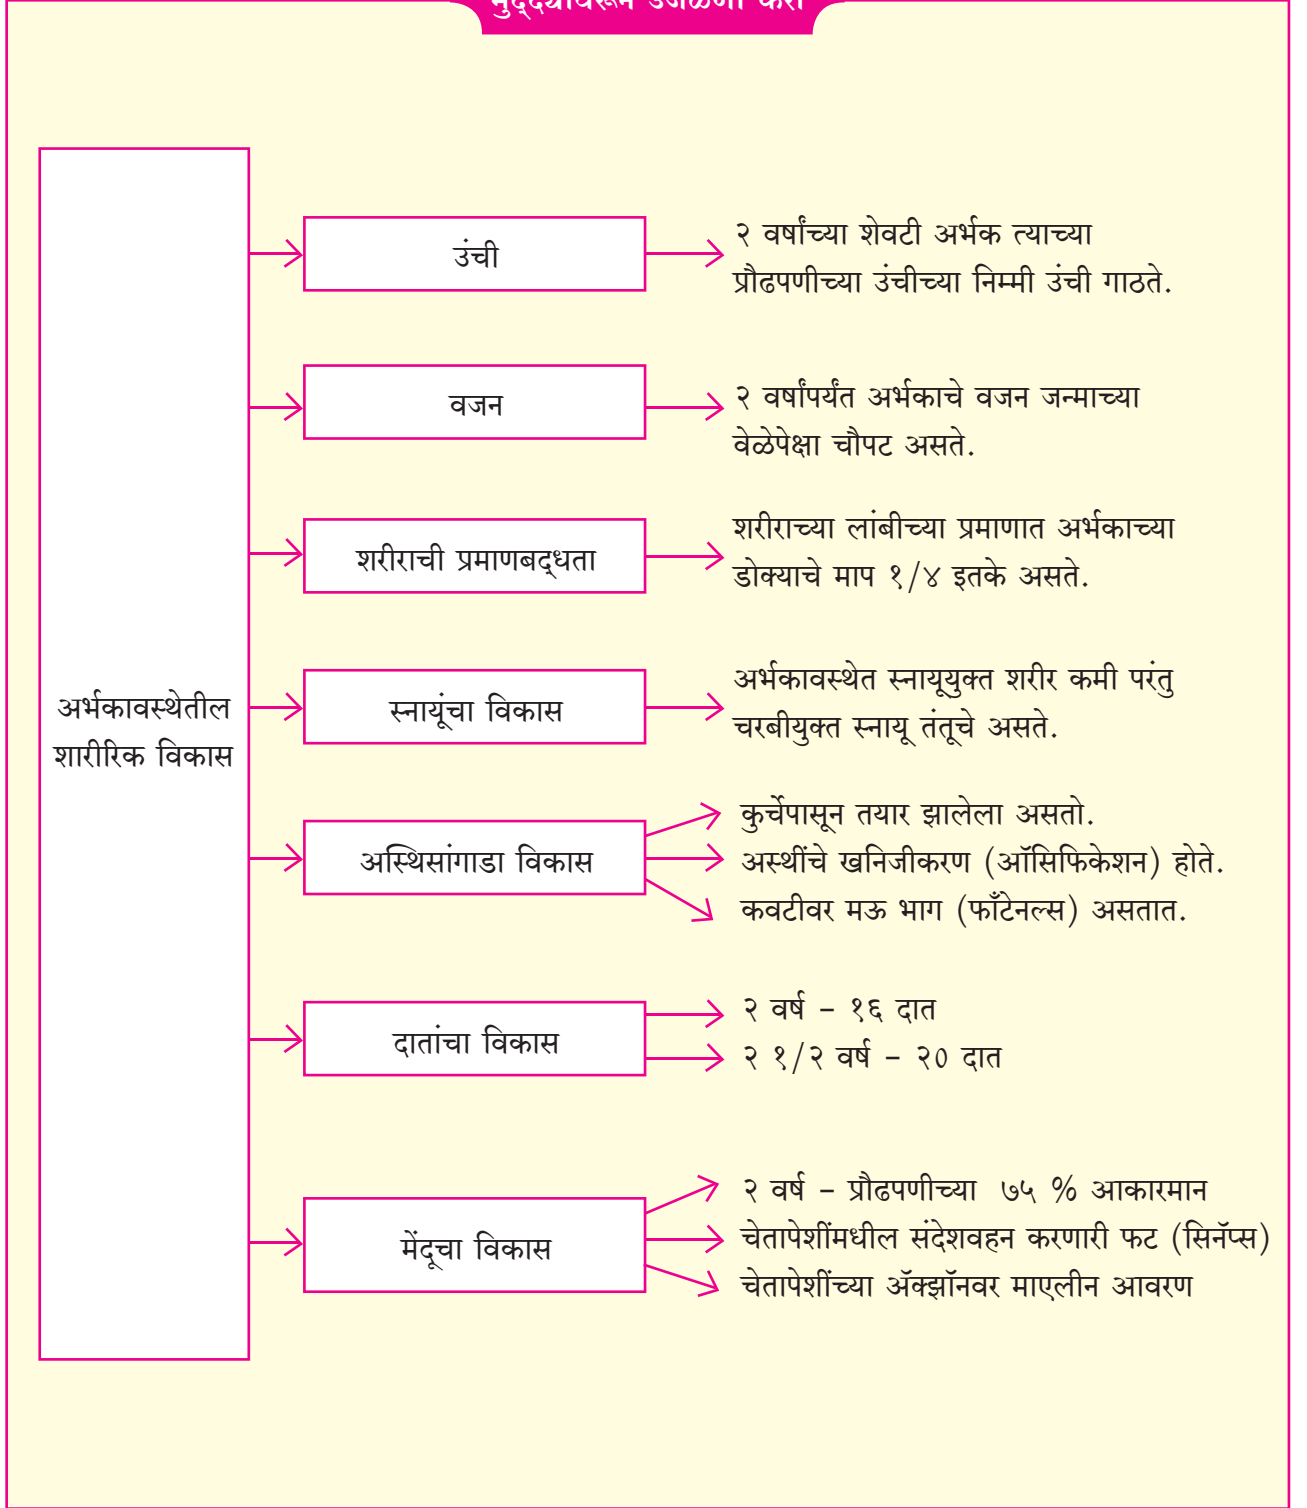 मुद्‌द्यांवरून उजळणी करा
उंची
२ वर्षांच्या शेवटी अर्भक त्याच्या
प्रौढपणीच्या उंचीच्या निम्मी उंची गाठते.
वजन
२ वर्षांपर्यंत अर्भकाचे वजन जन्माच्या
वेळेपेक्षा चौपट असते.
शरीराची प्रमाणबद्‌धता
शरीराच्या लांबीच्या प्रमाणात अर्भकाच्या
डोक्याचे माप १/४ इतके असते.
अर्भकावस्थेतील
शारीरिक विकास
स्नायूंचा विकास
अर्भकावस्थेत स्नायूयुक्त शरीर कमी परंतु
चरबीयुक्त स्नायू तंतूचे असते.
अस्थिसांगाडा विकास
कुर्चेपासून तयार झालेला असतो.
अस्थींचे खनिजीकरण (ऑसिफिकेशन) होते.
कवटीवर मऊ भाग (फाँटेनल्स) असतात.
दातांचा विकास
२ वर्ष – १६ दात
२ १/२ वर्ष – २० दात
मेंदूचा विकास
२ वर्ष – प्रौढपणीच्या ७५ % आकारमान
चेतापेशींमधील संदेशवहन करणारी फट (सिनॅप्स)
चेतापेशींच्या ॲक्झॉनवर माएलीन आवरण